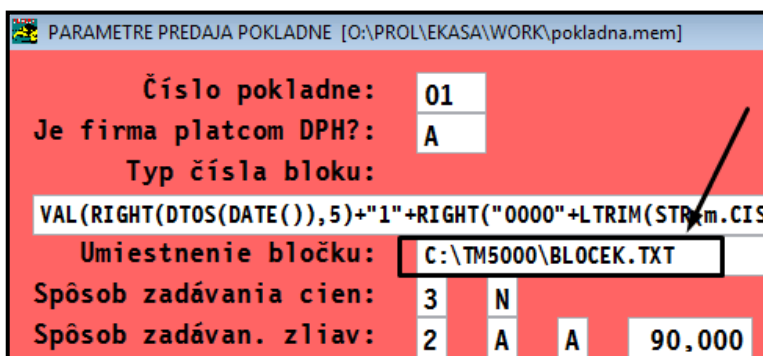 PARAMETRE PREDAJA POKLADNE [O:\PROL\EKASA\WORK\pokladna.mem]
Číslo pokladne: 01
Je firma platcom DPH?: A
Typ čísla bloku:
VAL(RIGHT(DTOS(DATE()),5)+"1"+RIGHT("0000"+LTRIM(STR(m.CIS
Umiestnenie bločku: C:\TM5000\BLOCEK.TXT
Spôsob zadávania cien: 3 N
Spôsob zadávan. zliav: 2 A A 90,000